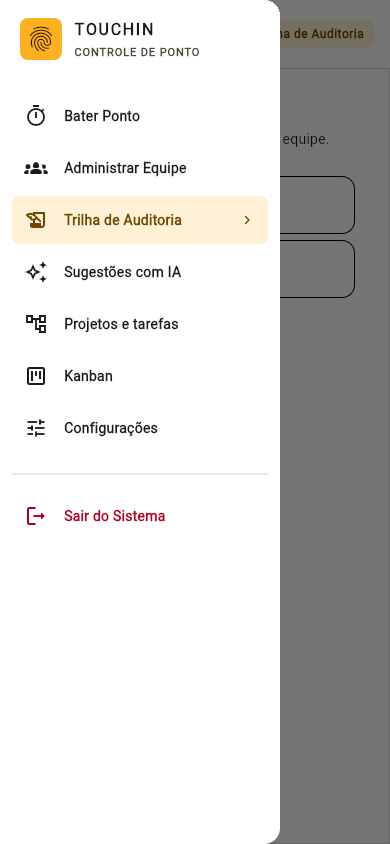 TOUCHIN
CONTROLE DE PONTO
de Auditoria
Bater Ponto
equipe.
Administrar Equipe
Trilha de Auditoria
Sugestões com IA
Projetos e tarefas
Kanban
Configurações
Sair do Sistema